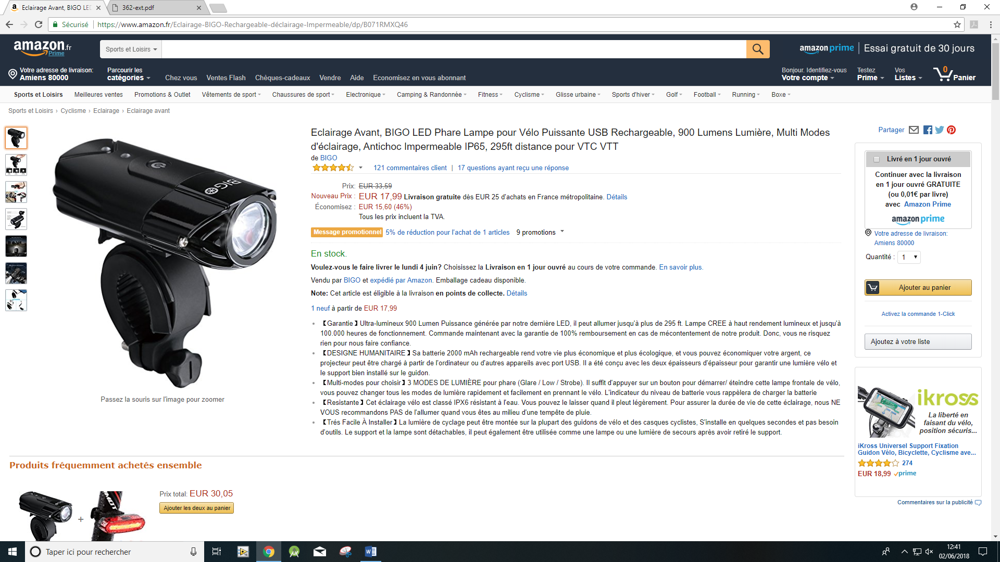 Eclairage Avant, BIGO LED
362-ext.pdf
Sécurisé
https://www.amazon.fr/Eclairage-BIGO-Rechargeable-déclairage-Impermeable/dp/B071RMXQ46
amazon.fr
Prime
Sports et Loisirs
amazon prime
Essai gratuit de 30 jours
Votre adresse de livraison:
Amiens 80000
Parcourir les
catégories
Chez vous
Ventes Flash
Chèques-cadeaux
Vendre
Aide
Economisez en vous abonnant
Bonjour. Identifiez-vous
Votre compte
Testez
Prime
Vos
Listes
0
Panier
Sports et Loisirs
Meilleures ventes
Promotions & Outlet
Vêtements de sport
Chaussures de sport
Electronique
Camping & Randonnée
Fitness
Cyclisme
Glisse urbaine
Sports d'hiver
Golf
Football
Running
Boxe
Sports et Loisirs › Cyclisme › Eclairage › Eclairage avant
BIGO
Passez la souris sur l'image pour zoomer
Eclairage Avant, BIGO LED Phare Lampe pour Vélo Puissante USB Rechargeable, 900 Lumens Lumière, Multi Modes
d'éclairage, Antichoc Impermeable IP65, 295ft distance pour VTC VTT
de BIGO
121 commentaires client | 17 questions ayant reçu une réponse
Prix: EUR 33,59
Nouveau Prix : EUR 17,99 Livraison gratuite dès EUR 25 d'achats en France métropolitaine. Détails
Économisez : EUR 15,60 (46%)
Tous les prix incluent la TVA.
Message promotionnel 5% de réduction pour l'achat de 1 articles 9 promotions
En stock.
Voulez-vous le faire livrer le lundi 4 juin? Choisissez la Livraison en 1 jour ouvré au cours de votre commande. En savoir plus.
Vendu par BIGO et expédié par Amazon. Emballage cadeau disponible.
Note: Cet article est éligible à la livraison en points de collecte. Détails
1 neuf à partir de EUR 17,99
【Garantie】Ultra-lumineux 900 Lumen Puissance générée par notre dernière LED, il peut allumer jusqu'à plus de 295 ft. Lampe CREE à haut rendement lumineux et jusqu'à
100.000 heures de fonctionnement. Commande maintenant avec la garantie de 100% remboursement en cas de mécontentement de notre produit. Donc, vous ne risquez
rien pour nous faire confiance.
【DESIGNE HUMANITAIRE】Sa batterie 2000 mAh rechargeable rend votre vie plus économique et plus écologique, et vous pouvez économiquer votre argent, ce
projecteur peut être chargé à partir de l'ordinateur ou d'autres appareils avec port USB. Il a été conçu avec les deux épaisseurs d'épaisseur pour garantir une lumière vélo et
le support bien installé sur le guidon.
【Multi-modes pour choisir】3 MODES DE LUMIÈRE pour phare (Glare / Low / Strobe). Il suffit d'appuyer sur un bouton pour démarrer/ éteindre cette lampe frontale de vélo,
vous pouvez changer tous les modes de lumière rapidement et facilement en prennant le vélo. L'indicateur du niveau de batterie vous rappèlera de charger la batterie
【Resistante】Cet éclairage vélo est classé IPX6 résistant à l'eau. Vous pouvez le laisser quand il pleut légèrement. Pour assurer la durée de vie de cette éclairage, nous NE
VOUS recommandons PAS de l'allumer quand vous êtes au milieu d'une tempête de pluie.
【Trés Facile À Installer】La lumière de cyclage peut être montée sur la plupart des guidons de vélo et des casques cyclistes, S'installe en quelques secondes et pas besoin
d'outils. Le support et la lampe sont détachables, il peut également être utilisée comme une lampe ou une lumière de secours après avoir retiré le support.
Partager
Livré en 1 jour ouvré
Continuer avec la livraison
en 1 jour ouvré GRATUITE
(ou 0,01€ par livre)
avec Amazon Prime
amazon prime
Votre adresse de livraison:
Amiens 80000
Quantité : 1
Ajouter au panier
Activez la commande 1-Click
Ajoutez à votre liste
ikross
La liberté en
faisant du vélo,
position sécuris...
iKross Universel Support Fixation
Guidon Vélo, Bicyclette, Cyclisme ave...
274
EUR 18,99 prime
Commentaires sur la publicité
Produits fréquemment achetés ensemble
+
Prix total: EUR 30,05
Ajouter les deux au panier
Taper ici pour rechercher
12:41
02/06/2018